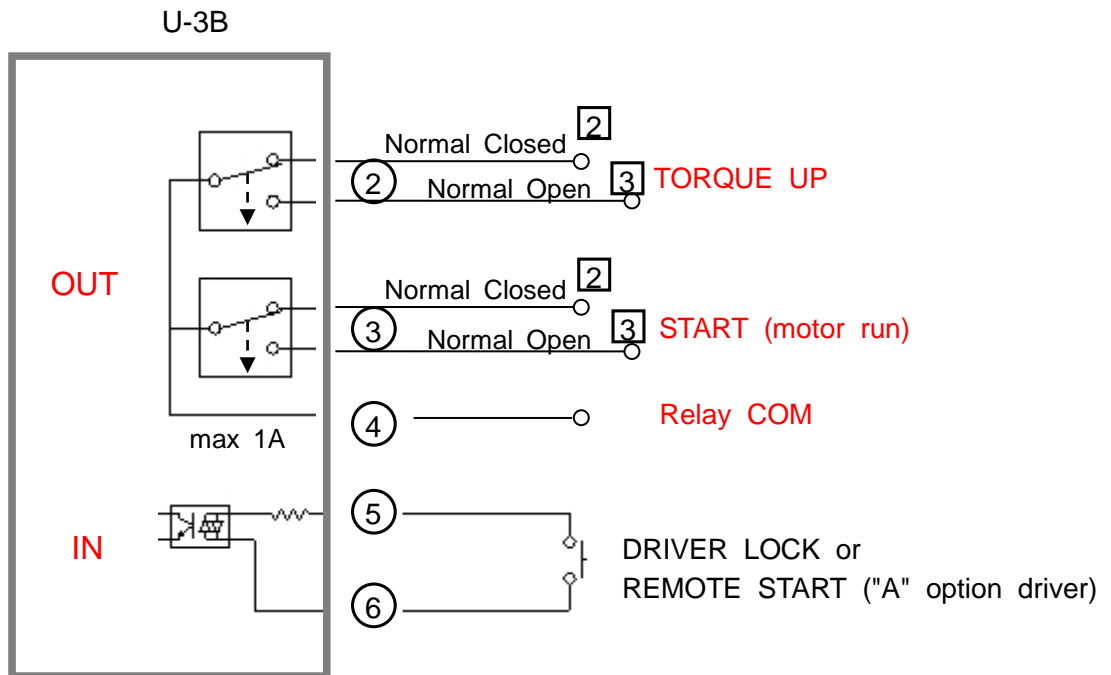 U-3B
Normal Closed 2
2
Normal Open 3 TORQUE UP
OUT
Normal Closed 2
3
Normal Open 3 START (motor run)
4 Relay COM
max 1A
5
IN
DRIVER LOCK or
REMOTE START ("A" option driver)
6